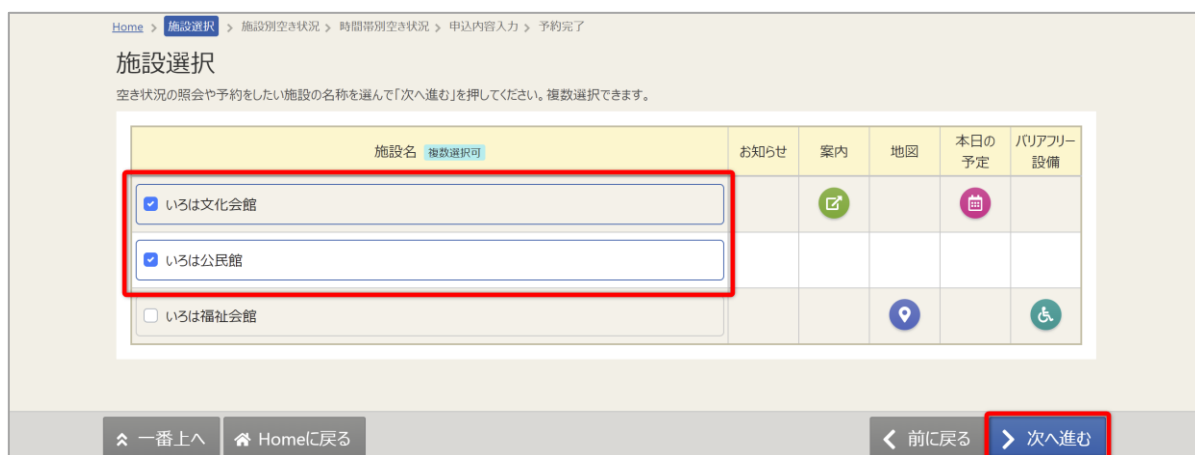 Home > 施設選択 > 施設別空き状況 > 時間帯別空き状況 > 申込内容入力 > 予約完了
施設選択
空き状況の照会や予約をしたい施設の名称を選んで「次へ進む」を押してください。複数選択できます。
施設名 複数選択可 お知らせ 案内 地図 本日の予定 バリアフリー設備
いろは文化会館
いろは公民館
いろは福祉会館
一番上へ Homeに戻る 前に戻る 次へ進む